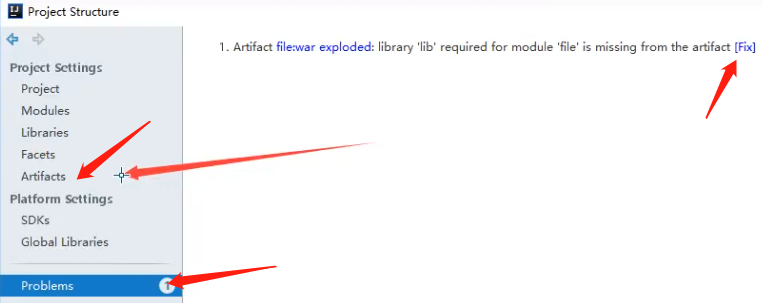 Project Structure
Project Settings
Project
Modules
Libraries
Facets
Artifacts
Platform Settings
SDKs
Global Libraries
Problems 1
1. Artifact file:war exploded: library 'lib' required for module 'file' is missing from the artifact [Fix]